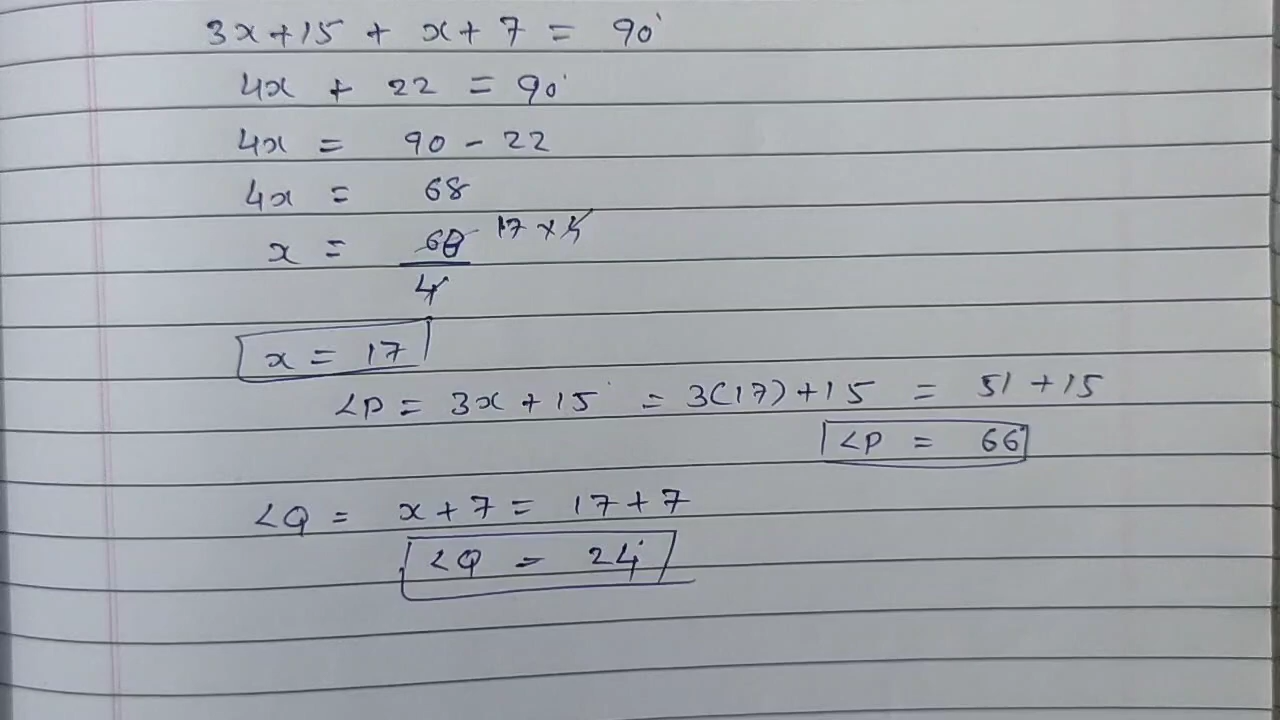 3x+15 + x+7 = 90°
4x + 22 = 90°
4x = 90 - 22
4x = 68
x = 68/4 17 × 4
x = 17
∠P = 3x+15° = 3(17)+15 = 51+15
∠P = 66°
∠Q = x+7 = 17+7
∠Q = 24°